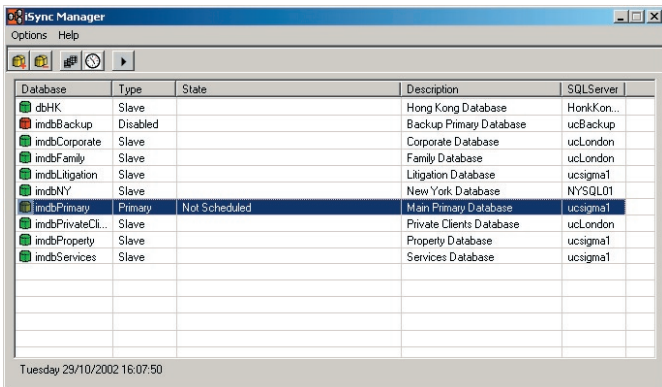 iSync Manager
Options Help
Database Type State Description SQLServer
dbHK Slave Hong Kong Database HonkKon...
imdbBackup Disabled Backup Primary Database ucBackup
imdbCorporate Slave Corporate Database ucLondon
imdbFamily Slave Family Database ucLondon
imdbLitigation Slave Litigation Database ucsigma1
imdbNY Slave New York Database NYSQL01
imdbPrimary Primary Not Scheduled Main Primary Database ucsigma1
imdbPrivateCli... Slave Private Clients Database ucLondon
imdbProperty Slave Property Database ucsigma1
imdbServices Slave Services Database ucsigma1
Tuesday 29/10/2002 16:07:50